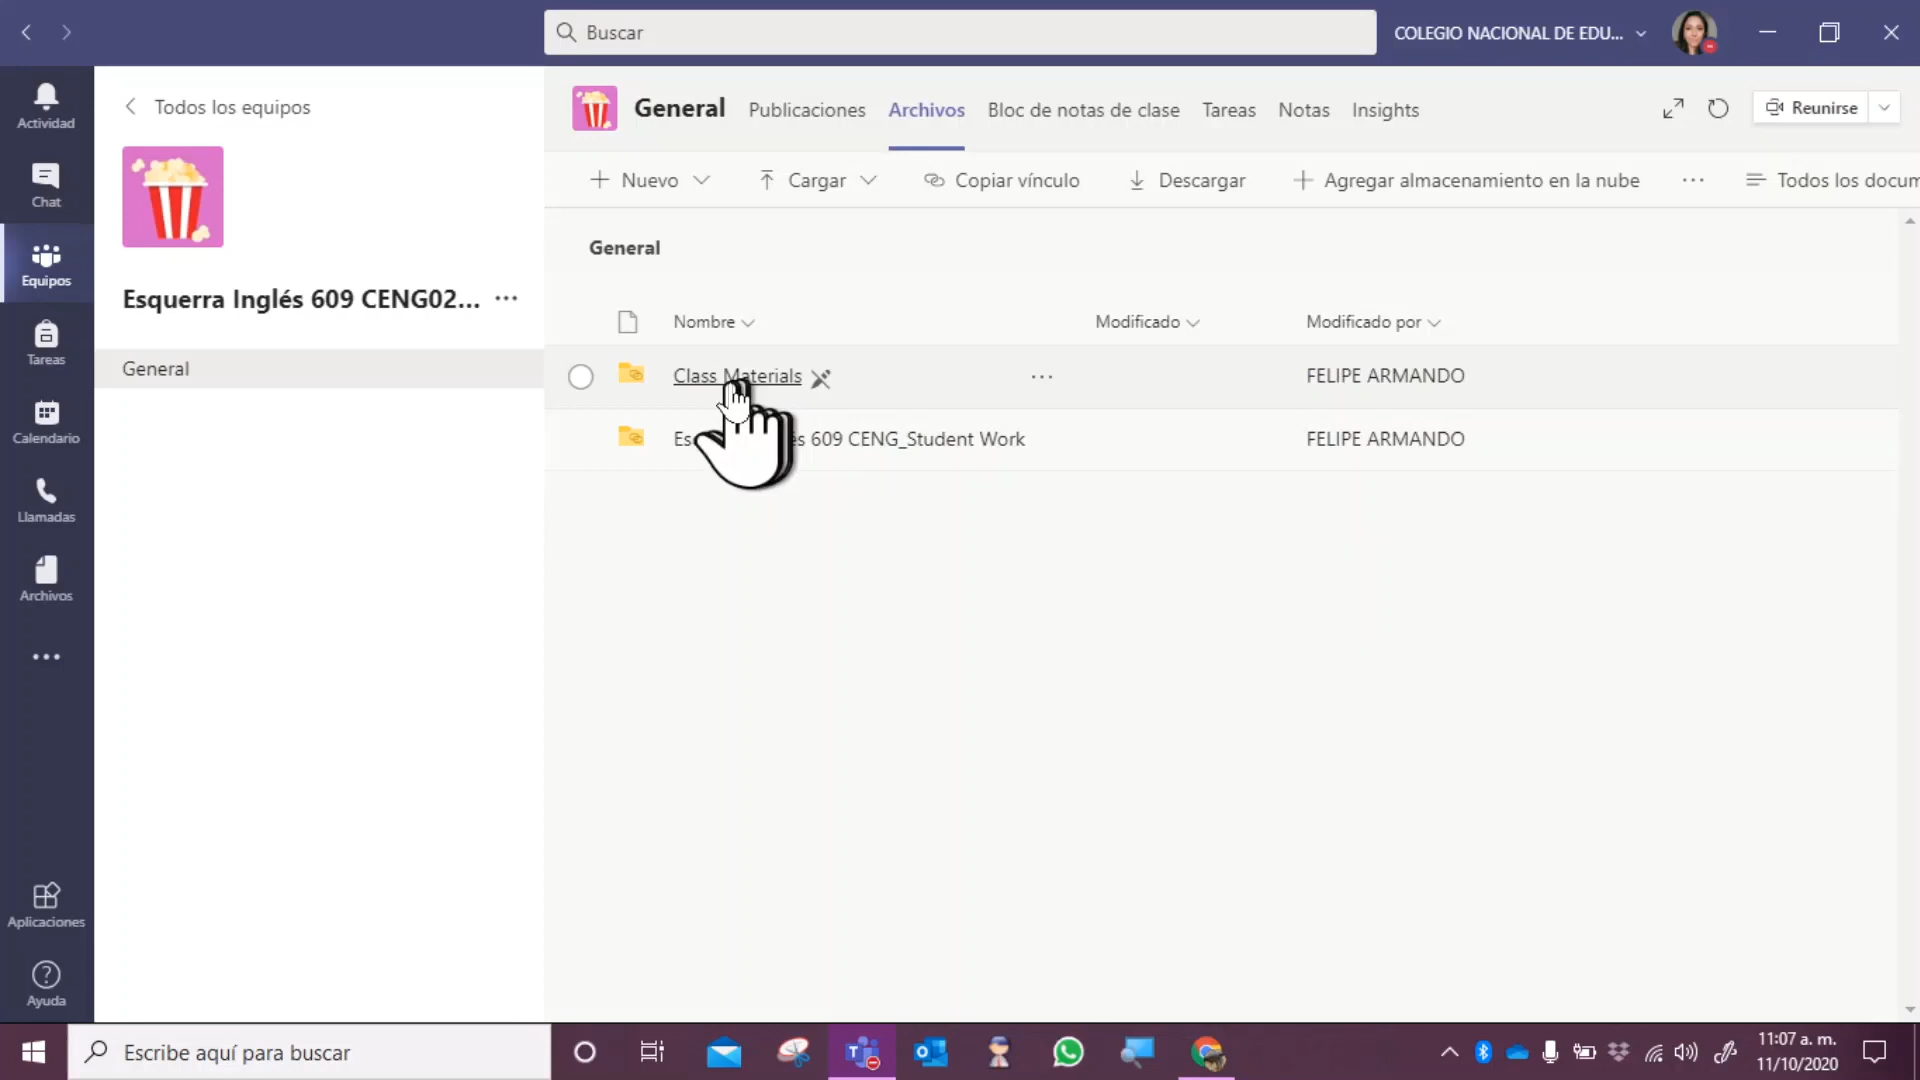 Buscar
COLEGIO NACIONAL DE EDU...
Actividad
Chat
Equipos
Tareas
Calendario
Llamadas
Archivos
Aplicaciones
Ayuda
Todos los equipos
Esquerra Inglés 609 CENG02...
General
General Publicaciones Archivos Bloc de notas de clase Tareas Notas Insights
Reunirse
Nuevo Cargar Copiar vínculo Descargar Agregar almacenamiento en la nube Todos los docum
General
Nombre Modificado Modificado por
Class Materials FELIPE ARMANDO
609 CENG_Student Work FELIPE ARMANDO
Escribe aquí para buscar
11:07 a. m.
11/10/2020